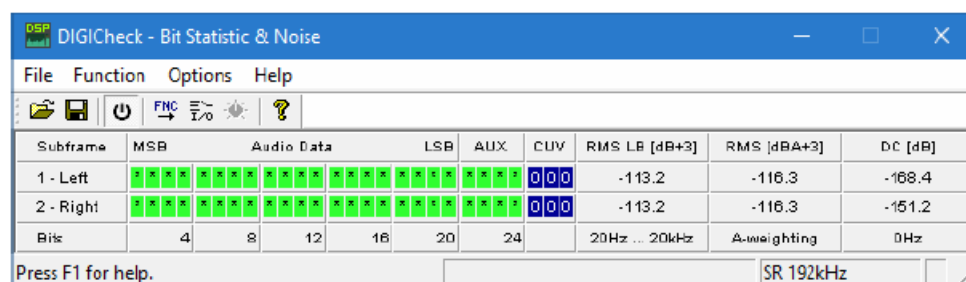 DSP DIGICheck - Bit Statistic & Noise
File Function Options Help
FNC I/O ?
Subframe MSB Audio Data LSB AUX CUV RMS LB [dB+3] RMS [dBA+3] DC [dB]
1 - Left * * * * * * * * * * * * * * * * * * * * * * * * 0 0 0 -113.2 -116.3 -168.4
2 - Right * * * * * * * * * * * * * * * * * * * * * * * * 0 0 0 -113.2 -116.3 -151.2
Bits 4 8 12 16 20 24 20Hz ... 20kHz A-weighting 0Hz
Press F1 for help. SR 192kHz